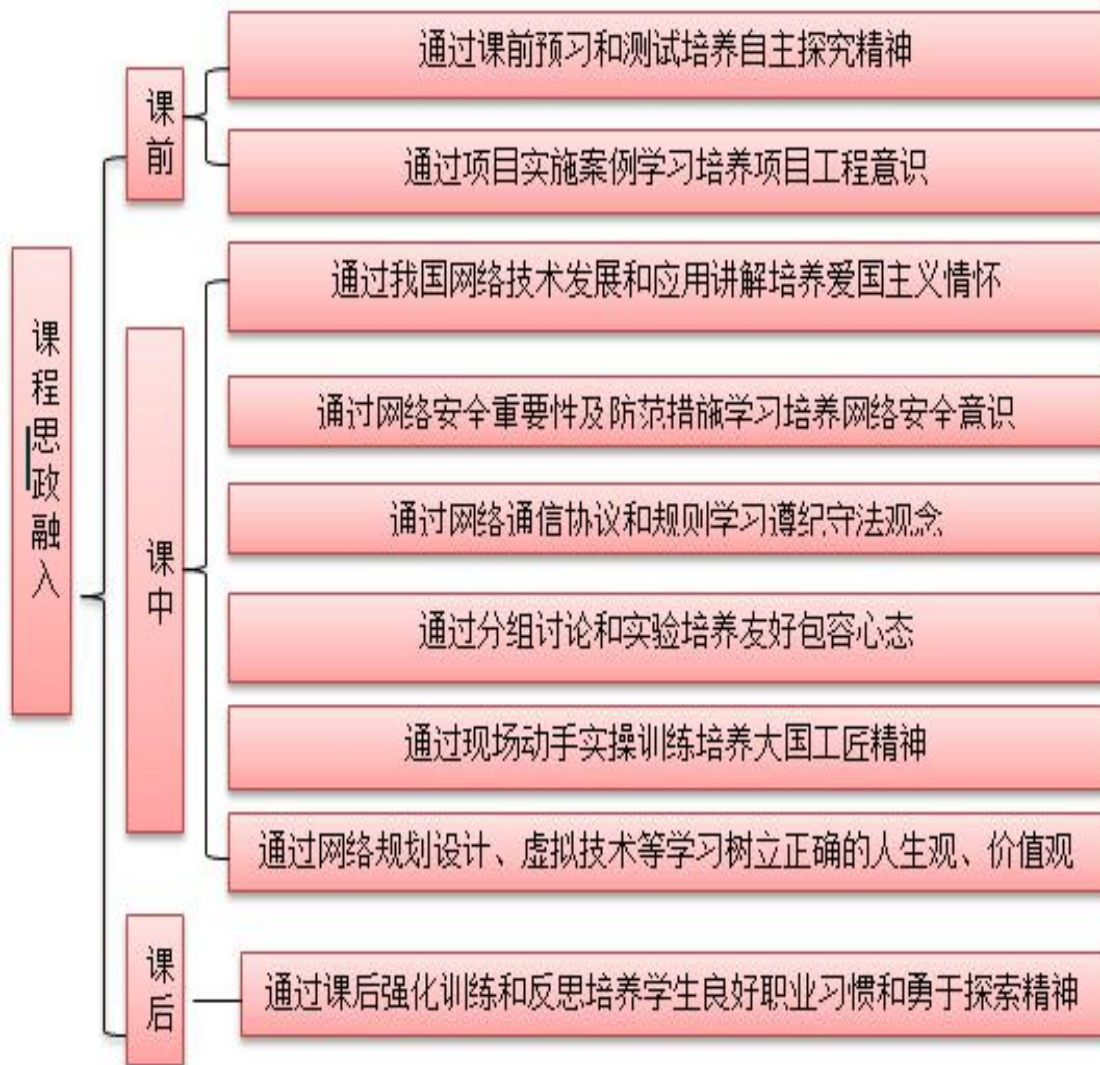 课程思政融入
课前
通过课前预习和测试培养自主探究精神
通过项目实施案例学习培养项目工程意识
课中
通过我国网络技术发展和应用讲解培养爱国主义情怀
通过网络安全重要性及防范措施学习培养网络安全意识
通过网络通信协议和规则学习遵纪守法观念
通过分组讨论和实验培养友好包容心态
通过现场动手实操训练培养大国工匠精神
通过网络规划设计、虚拟技术等学习树立正确的人生观、价值观
课后
通过课后强化训练和反思培养学生良好职业习惯和勇于探索精神